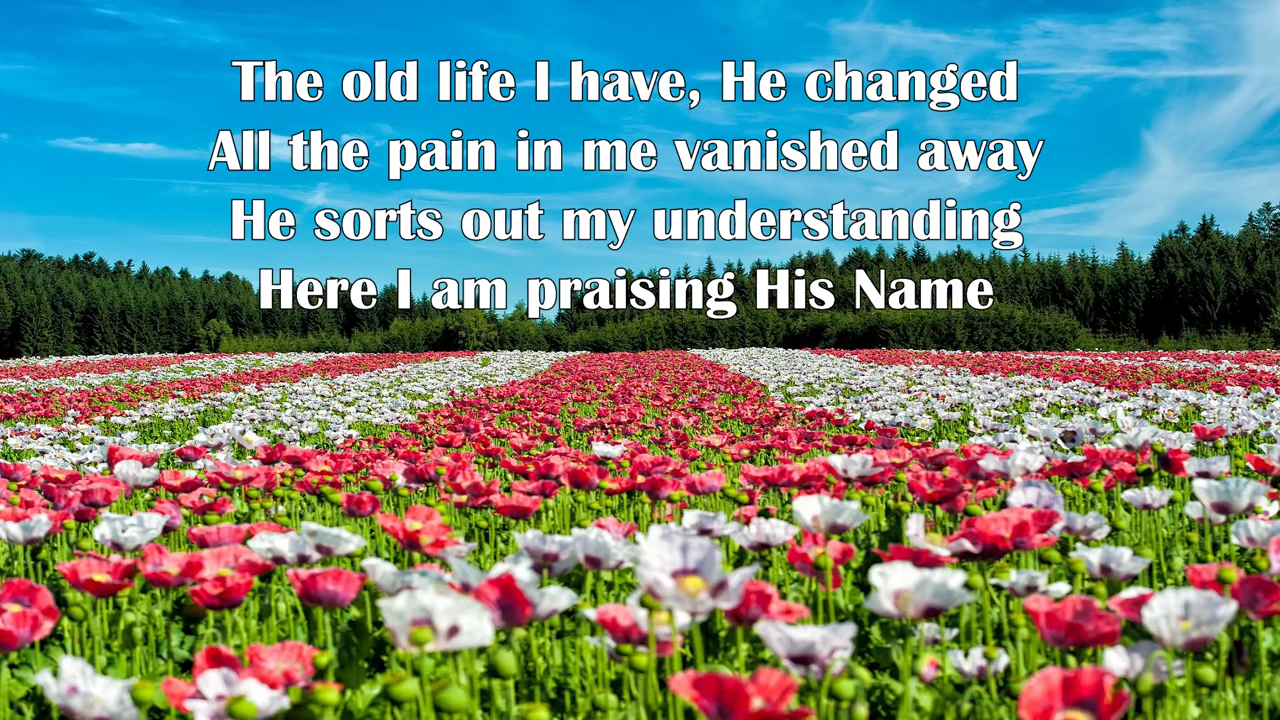 The old life I have, He changed
All the pain in me vanished away
He sorts out my understanding
Here I am praising His Name